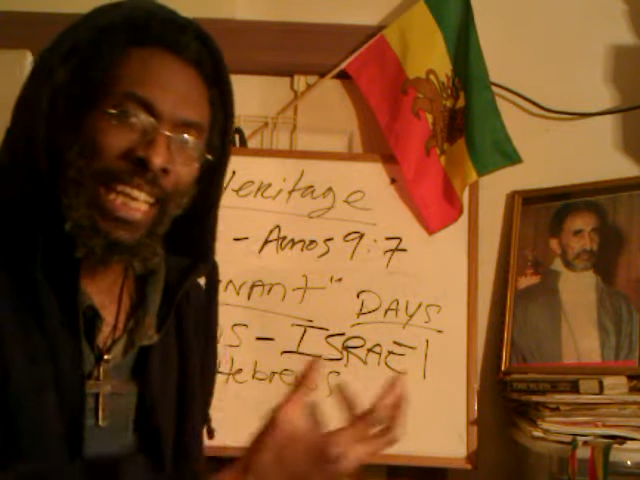 Heritage
- Amos 9:7
NANT" DAYS
S - ISRAEL
Hebrews